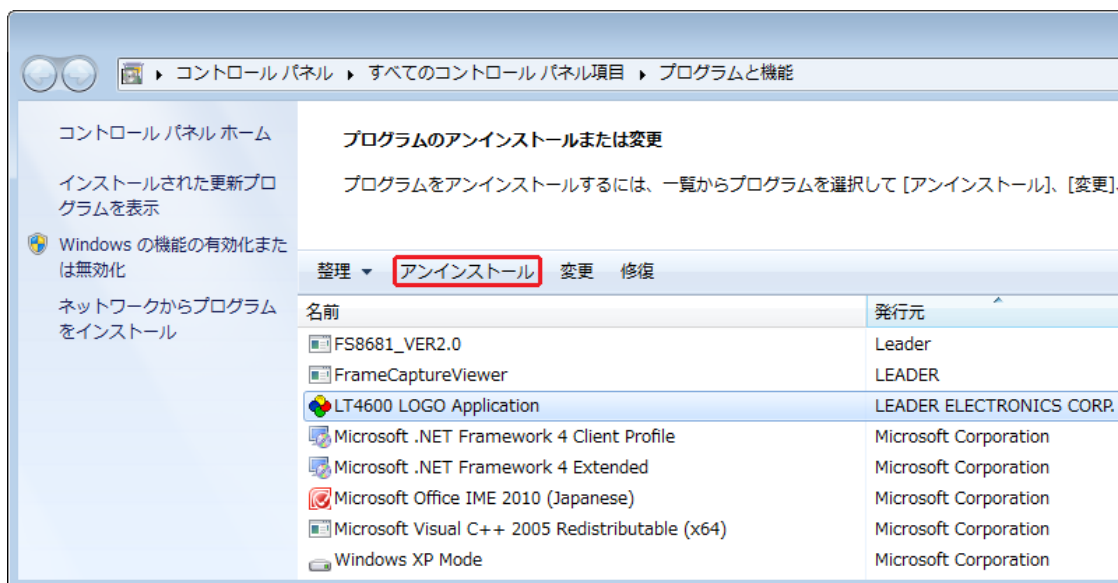 コントロール パネル ▸ すべてのコントロール パネル項目 ▸ プログラムと機能
コントロール パネル ホーム
インストールされた更新プロ
グラムを表示
Windows の機能の有効化また
は無効化
ネットワークからプログラム
をインストール
プログラムのアンインストールまたは変更
プログラムをアンインストールするには、一覧からプログラムを選択して [アンインストール]、[変更]、
整理 ▼ アンインストール 変更 修復
名前 発行元
FS8681_VER2.0 Leader
FrameCaptureViewer LEADER
LT4600 LOGO Application LEADER ELECTRONICS CORP.
Microsoft .NET Framework 4 Client Profile Microsoft Corporation
Microsoft .NET Framework 4 Extended Microsoft Corporation
Microsoft Office IME 2010 (Japanese) Microsoft Corporation
Microsoft Visual C++ 2005 Redistributable (x64) Microsoft Corporation
Windows XP Mode Microsoft Corporation